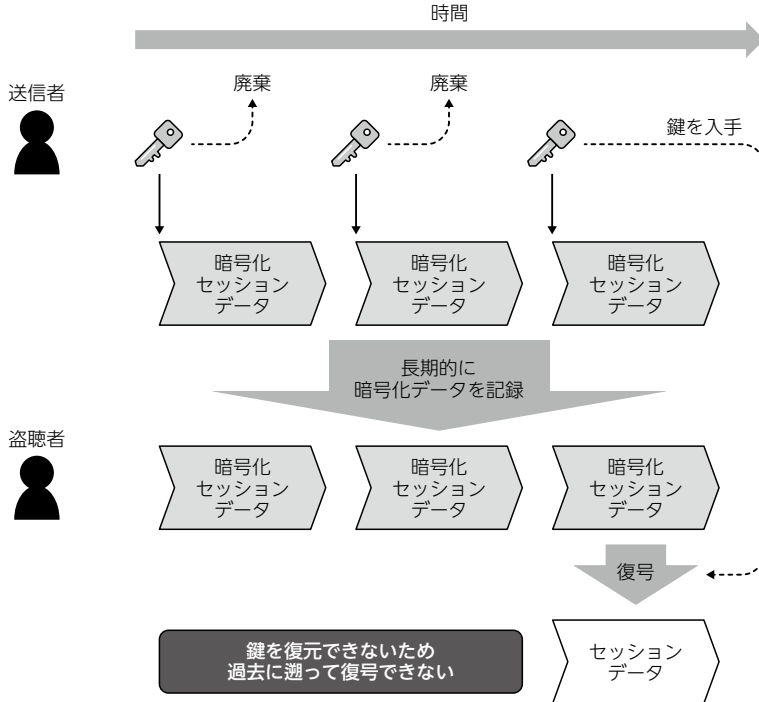 時間
送信者
廃棄
廃棄
鍵を入手
暗号化
セッション
データ
暗号化
セッション
データ
暗号化
セッション
データ
長期的に
暗号化データを記録
盗聴者
暗号化
セッション
データ
暗号化
セッション
データ
暗号化
セッション
データ
復号
鍵を復元できないため
過去に遡って復号できない
セッション
データ